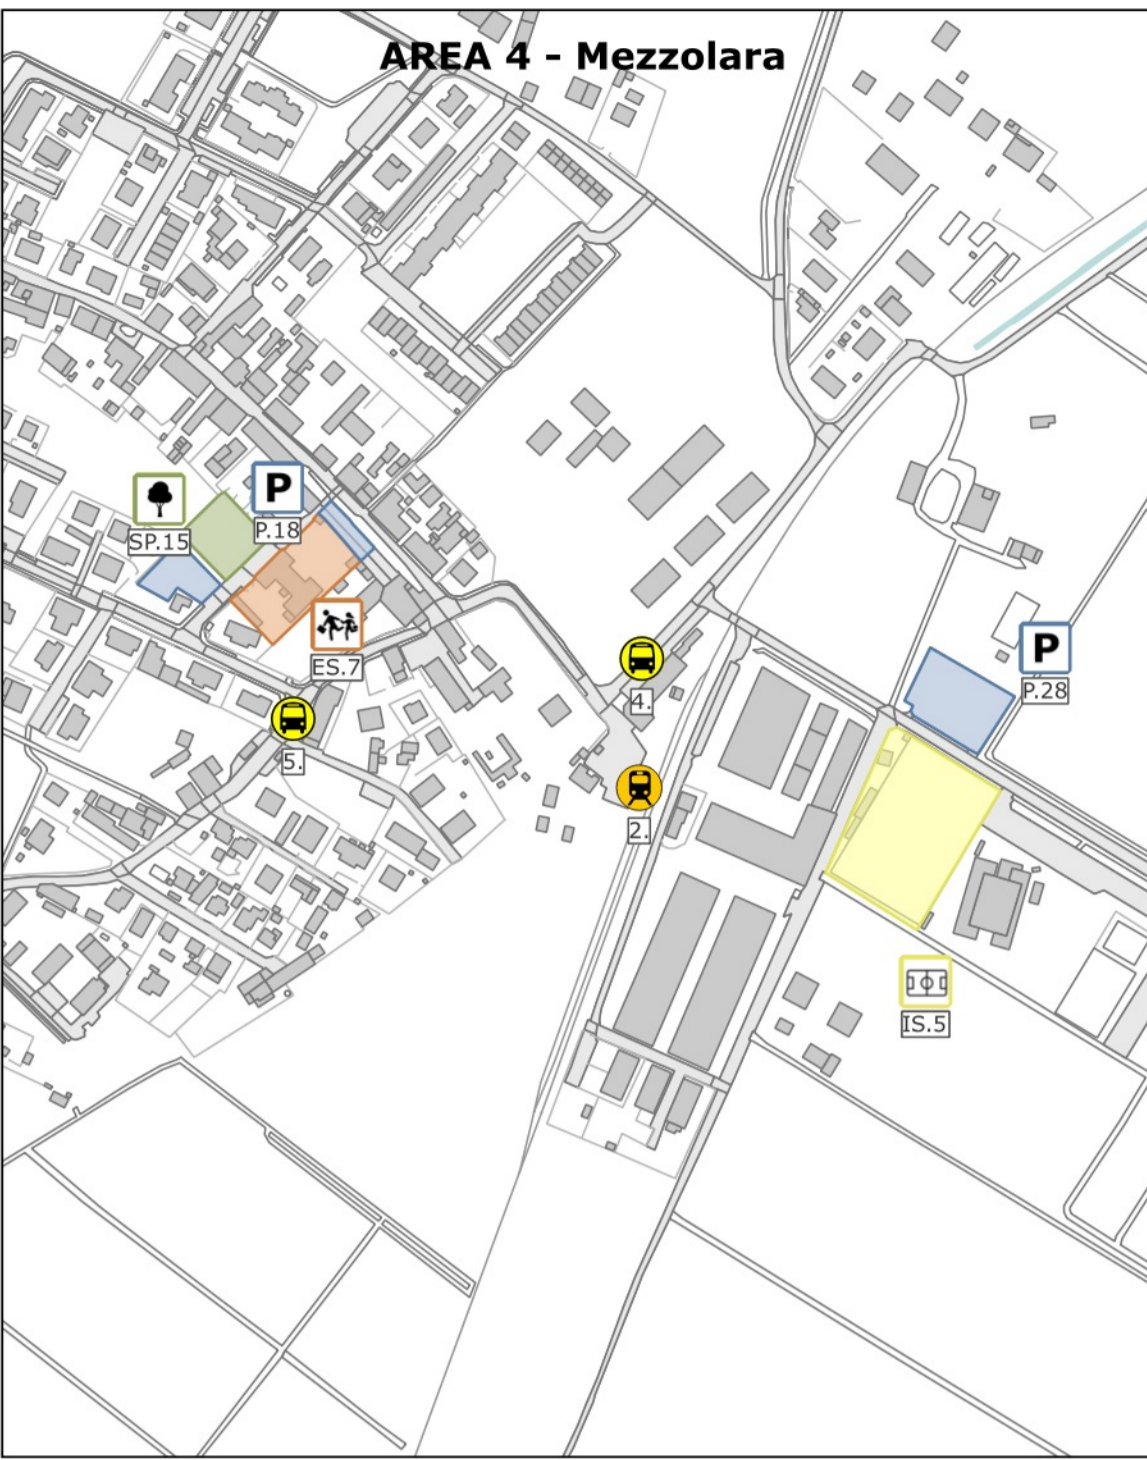 AREA 4 - Mezzolara
P
P.18
SP.15
ES.7
4.
5.
2.
P
P.28
IS.5